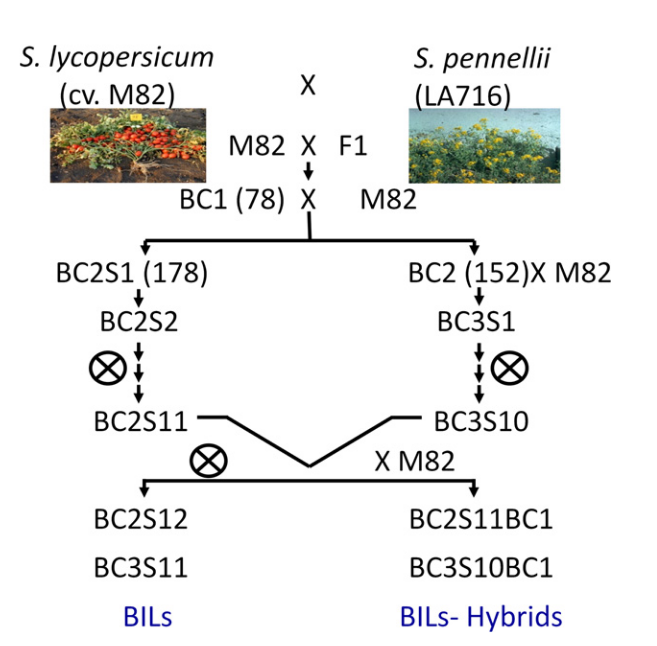 S. lycopersicum S. pennellii
(cv. M82) X (LA716)
M82 X F1
BC1 (78) X M82
BC2S1 (178) BC2 (152)X M82
BC2S2 BC3S1
BC2S11 BC3S10
X M82
BC2S12 BC2S11BC1
BC3S11 BC3S10BC1
BILs BILs- Hybrids